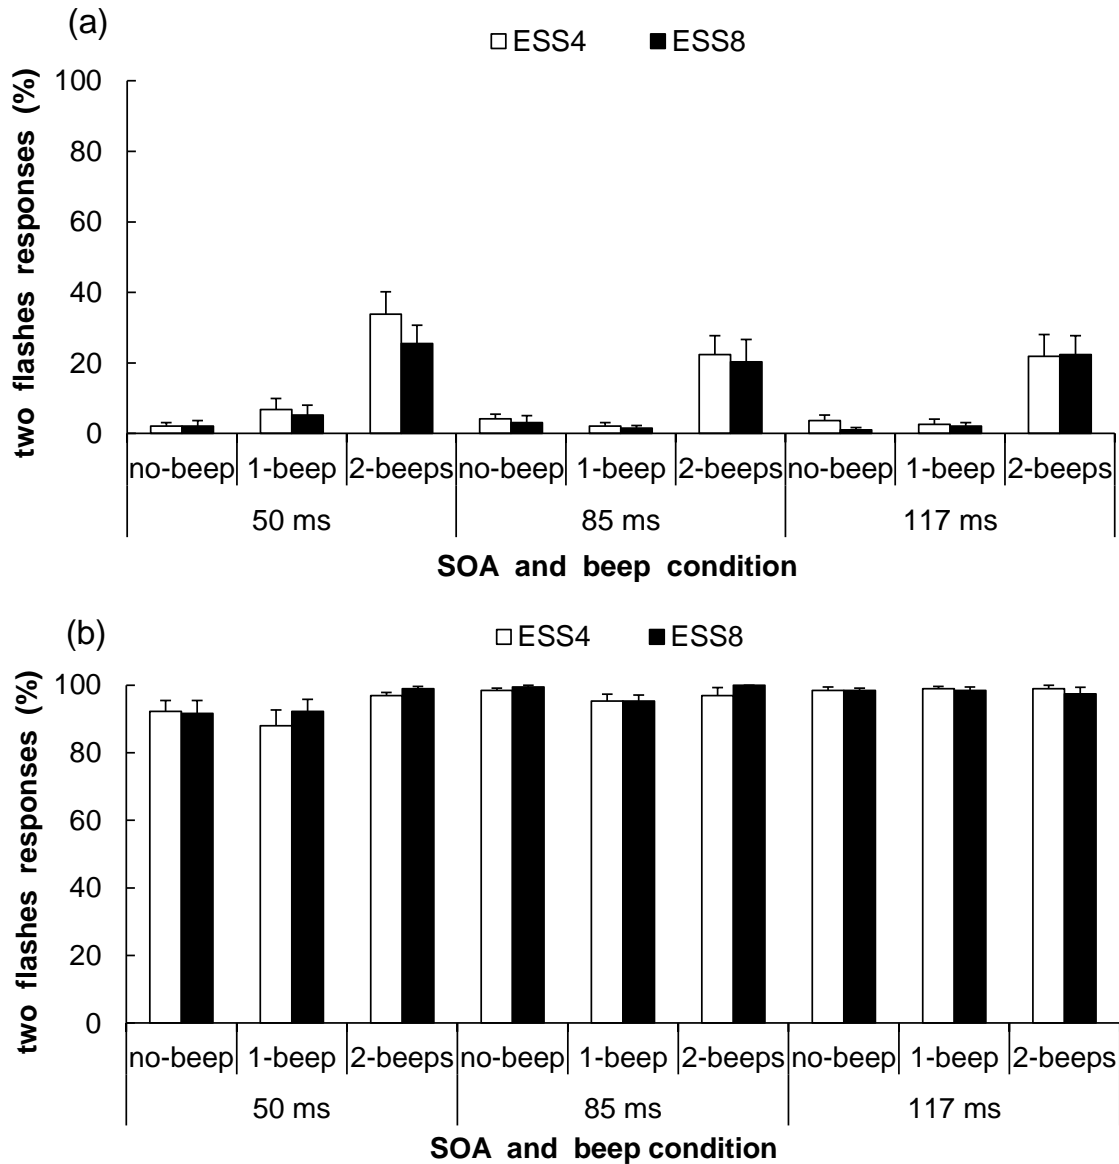 (a)
ESS4 ESS8
two flashes responses (%)
100
80
60
40
20
0
no-beep 1-beep 2-beeps no-beep 1-beep 2-beeps no-beep 1-beep 2-beeps
50 ms 85 ms 117 ms
SOA and beep condition
(b)
ESS4 ESS8
two flashes responses (%)
100
80
60
40
20
0
no-beep 1-beep 2-beeps no-beep 1-beep 2-beeps no-beep 1-beep 2-beeps
50 ms 85 ms 117 ms
SOA and beep condition